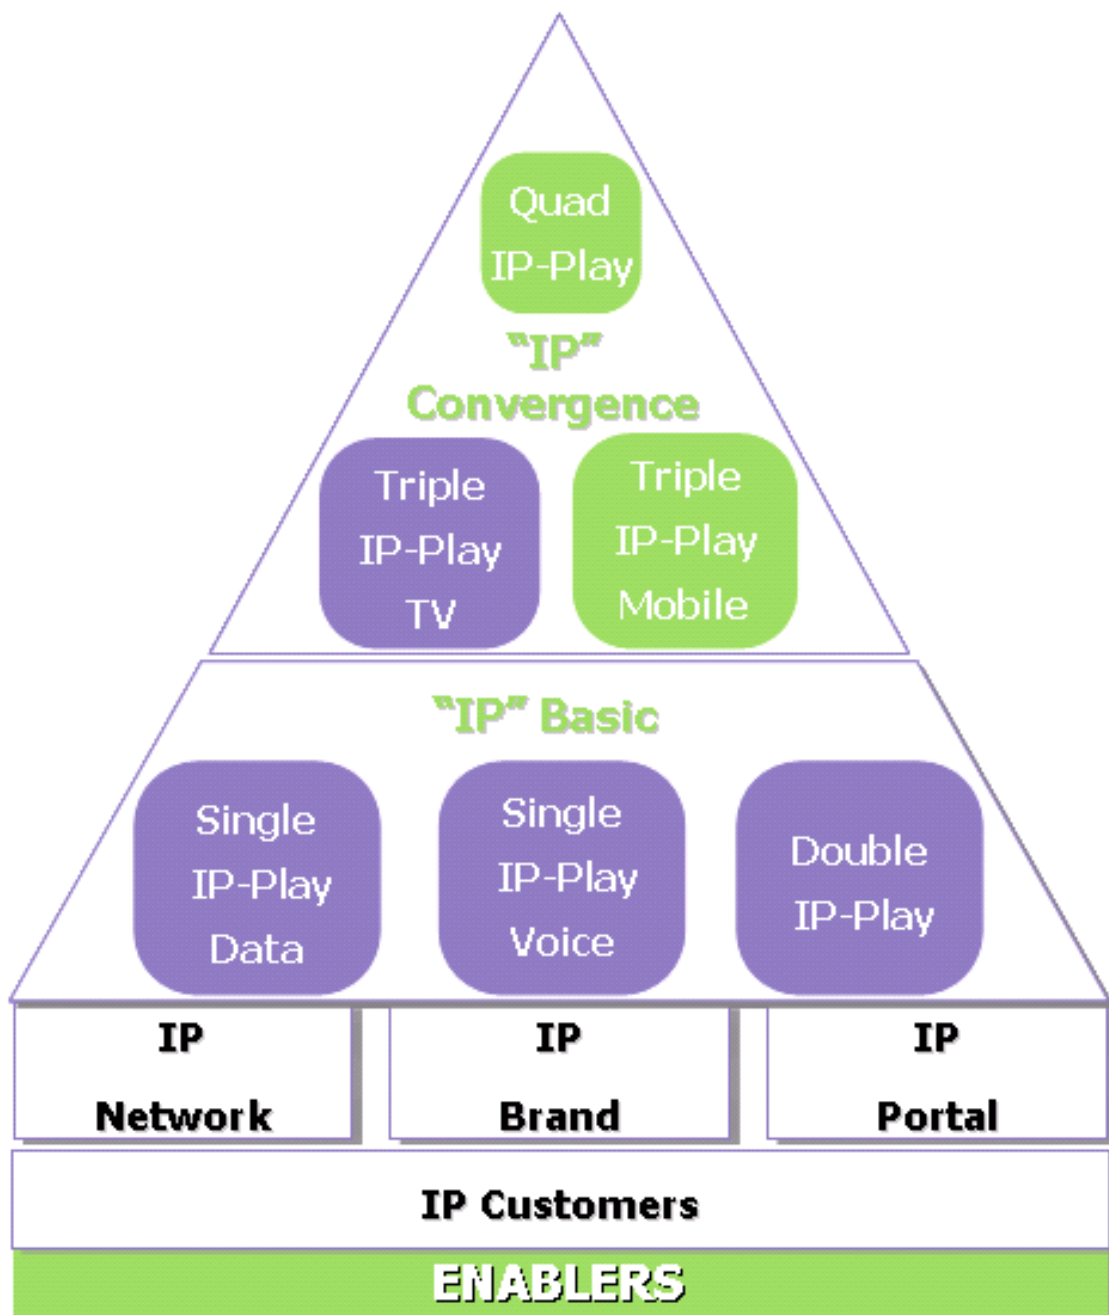 Quad
IP-Play
“IP”
Convergence
Triple
IP-Play
TV
Triple
IP-Play
Mobile
“IP” Basic
Single
IP-Play
Data
Single
IP-Play
Voice
Double
IP-Play
IP
Network
IP
Brand
IP
Portal
IP Customers
ENABLERS